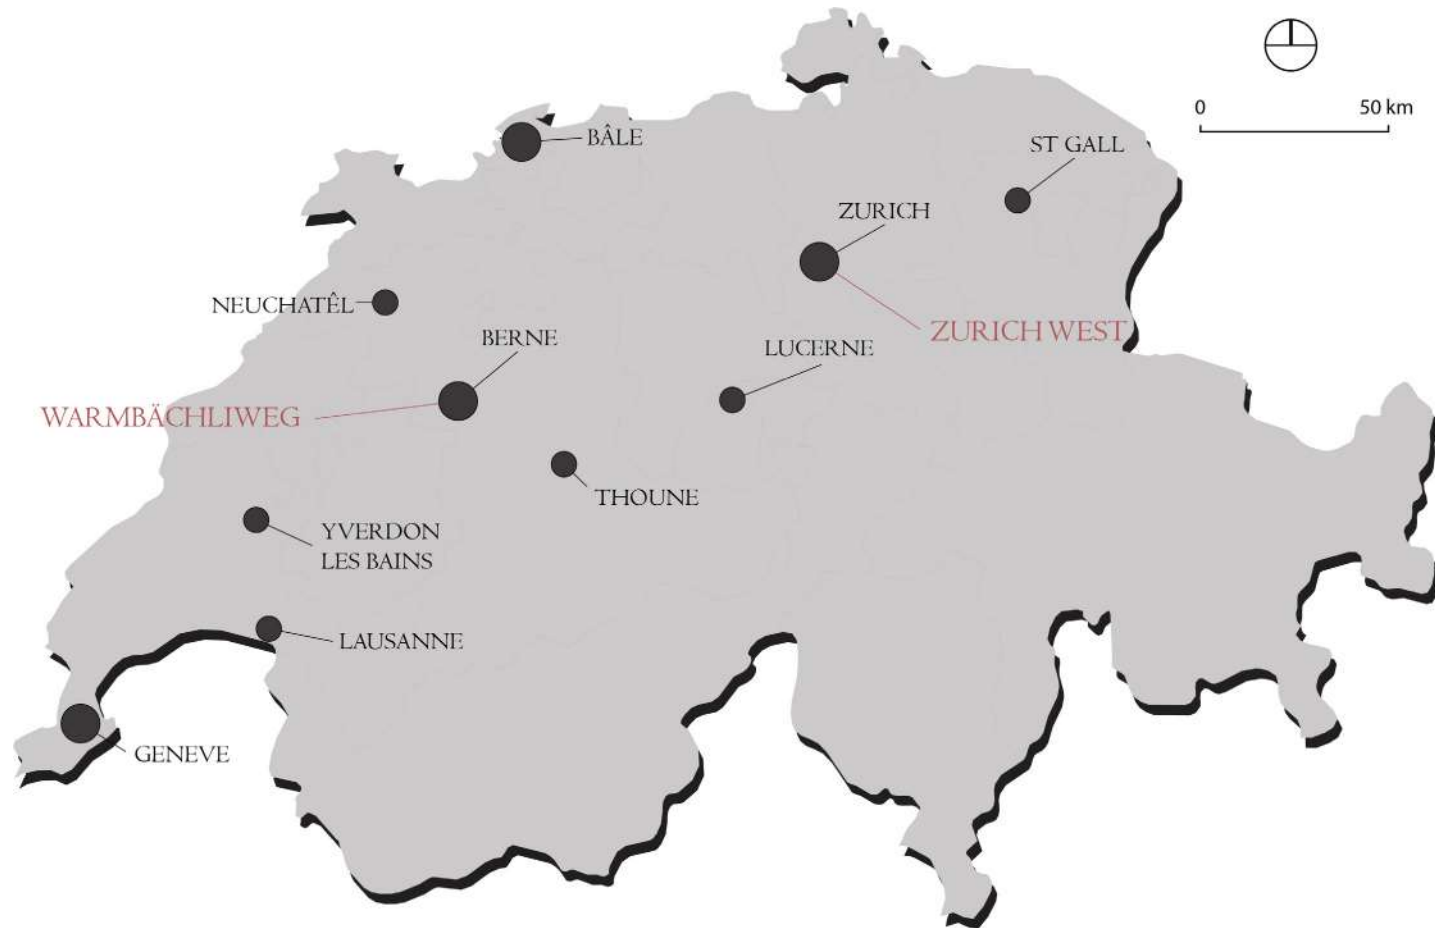 0 50 km
BÂLE
ST GALL
ZURICH
NEUCHATÊL
ZURICH WEST
BERNE
LUCERNE
WARMBÄCHLIWEG
THOUNE
YVERDON
LES BAINS
LAUSANNE
GENEVE